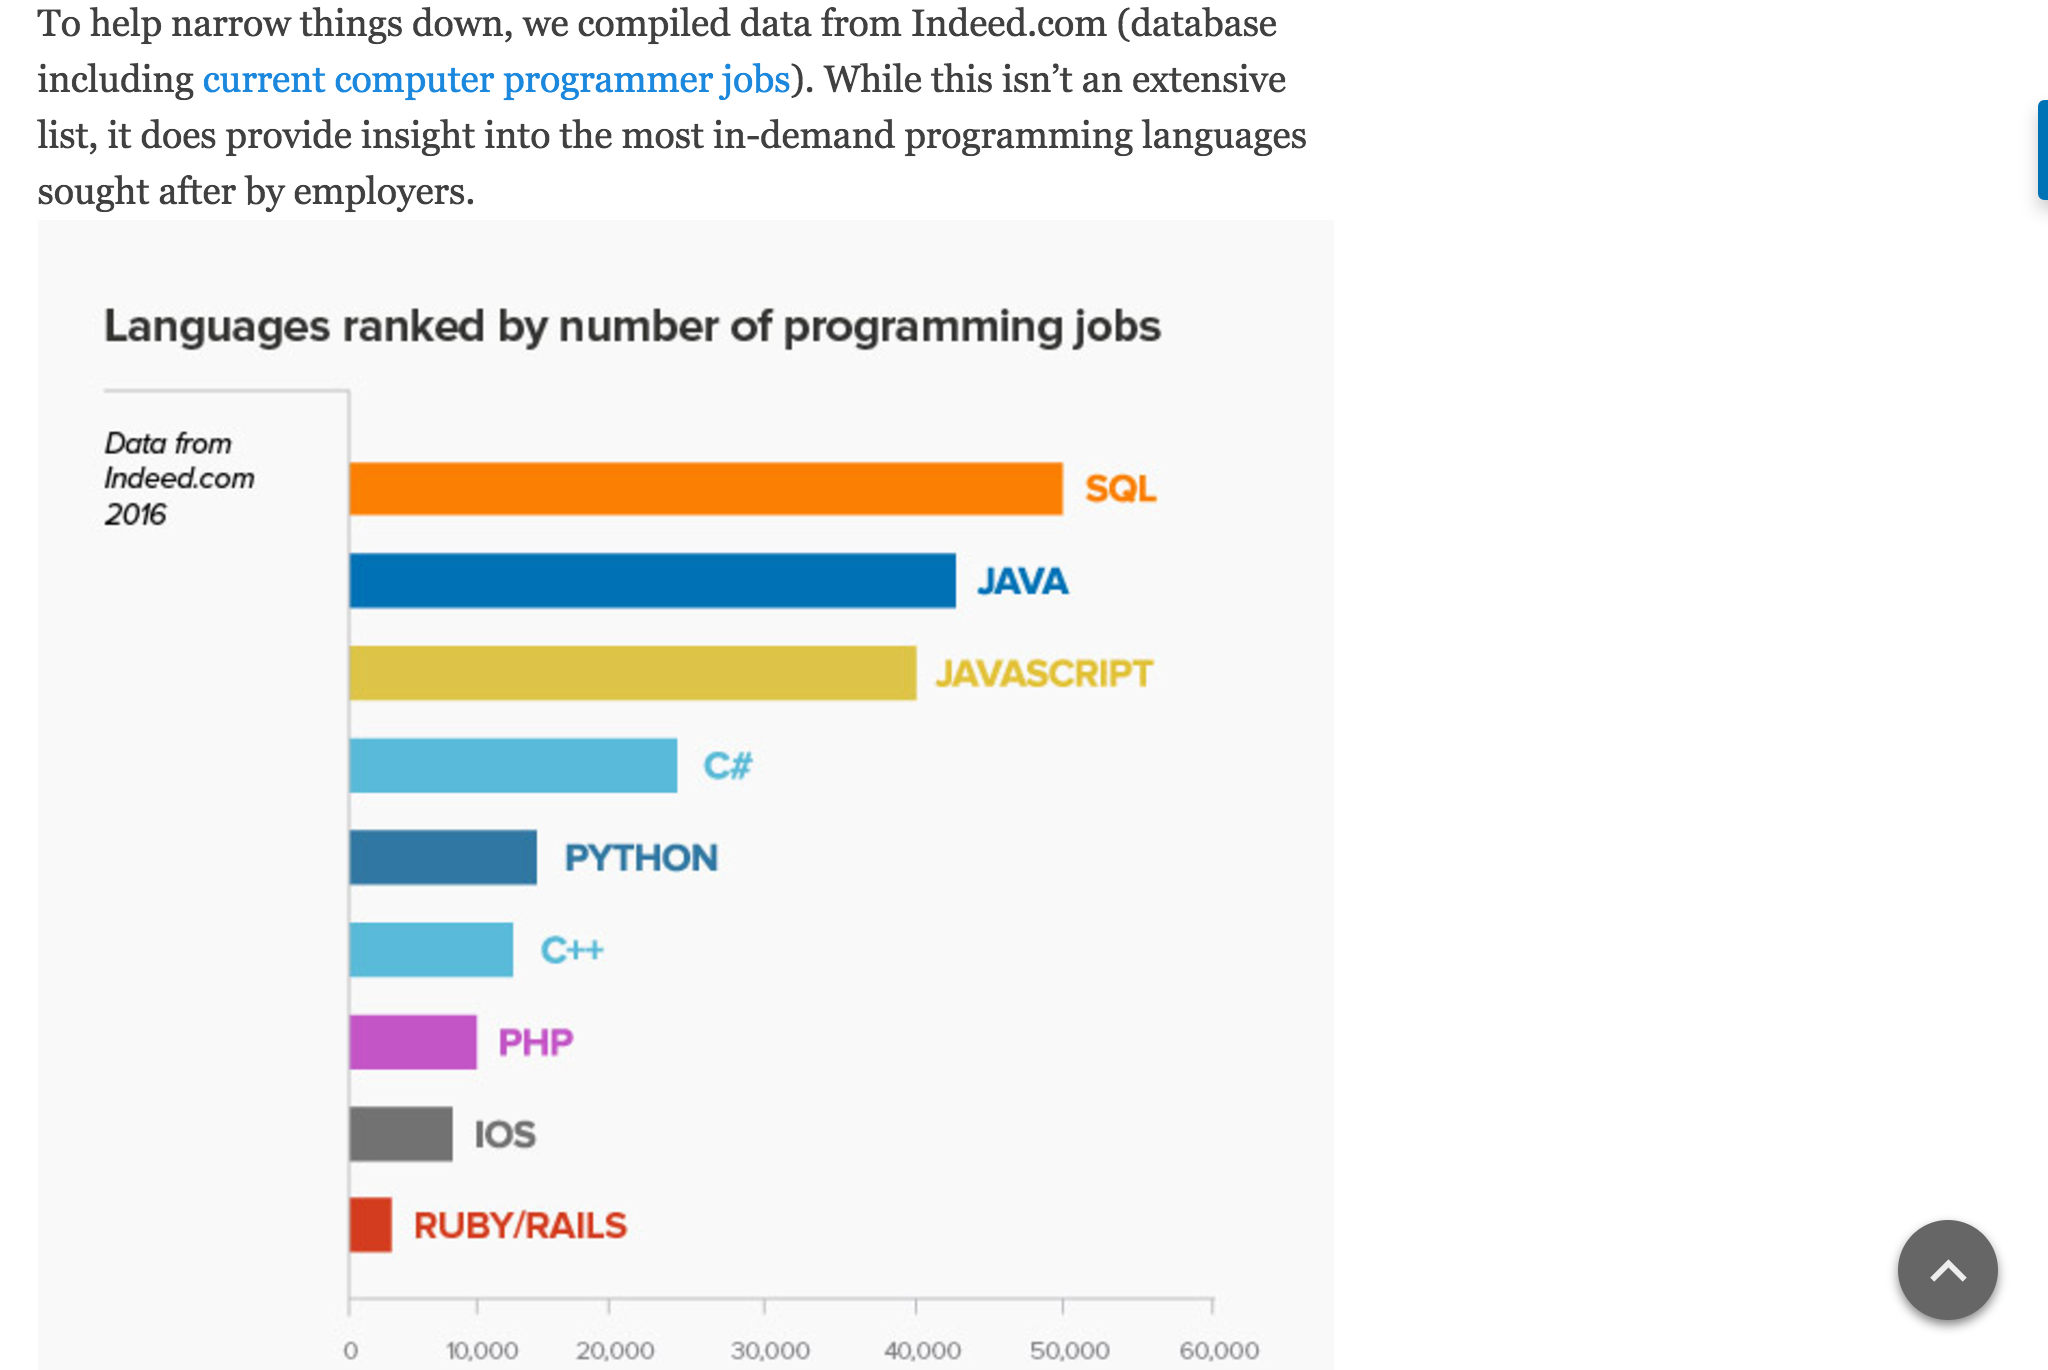 To help narrow things down, we compiled data from Indeed.com (database
including current computer programmer jobs). While this isn’t an extensive
list, it does provide insight into the most in-demand programming languages
sought after by employers.
Languages ranked by number of programming jobs
Data from
Indeed.com
2016
SQL
JAVA
JAVASCRIPT
C#
PYTHON
C++
PHP
IOS
RUBY/RAILS
0 10,000 20,000 30,000 40,000 50,000 60,000